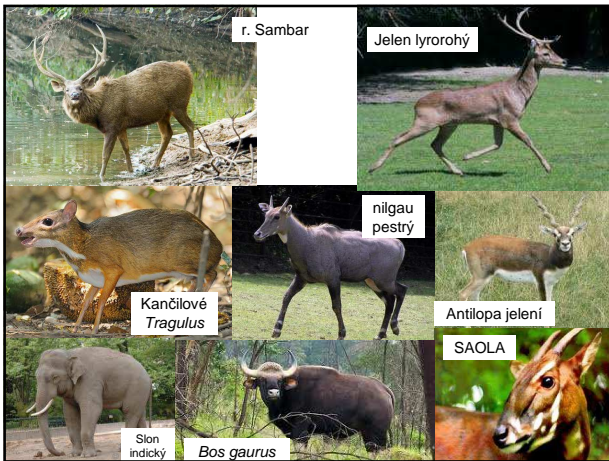 r. Sambar
Jelen lyrorohý
Kančilové
Tragulus
nilgau
pestrý
Antilopa jelení
Slon
indický
Bos gaurus
SAOLA